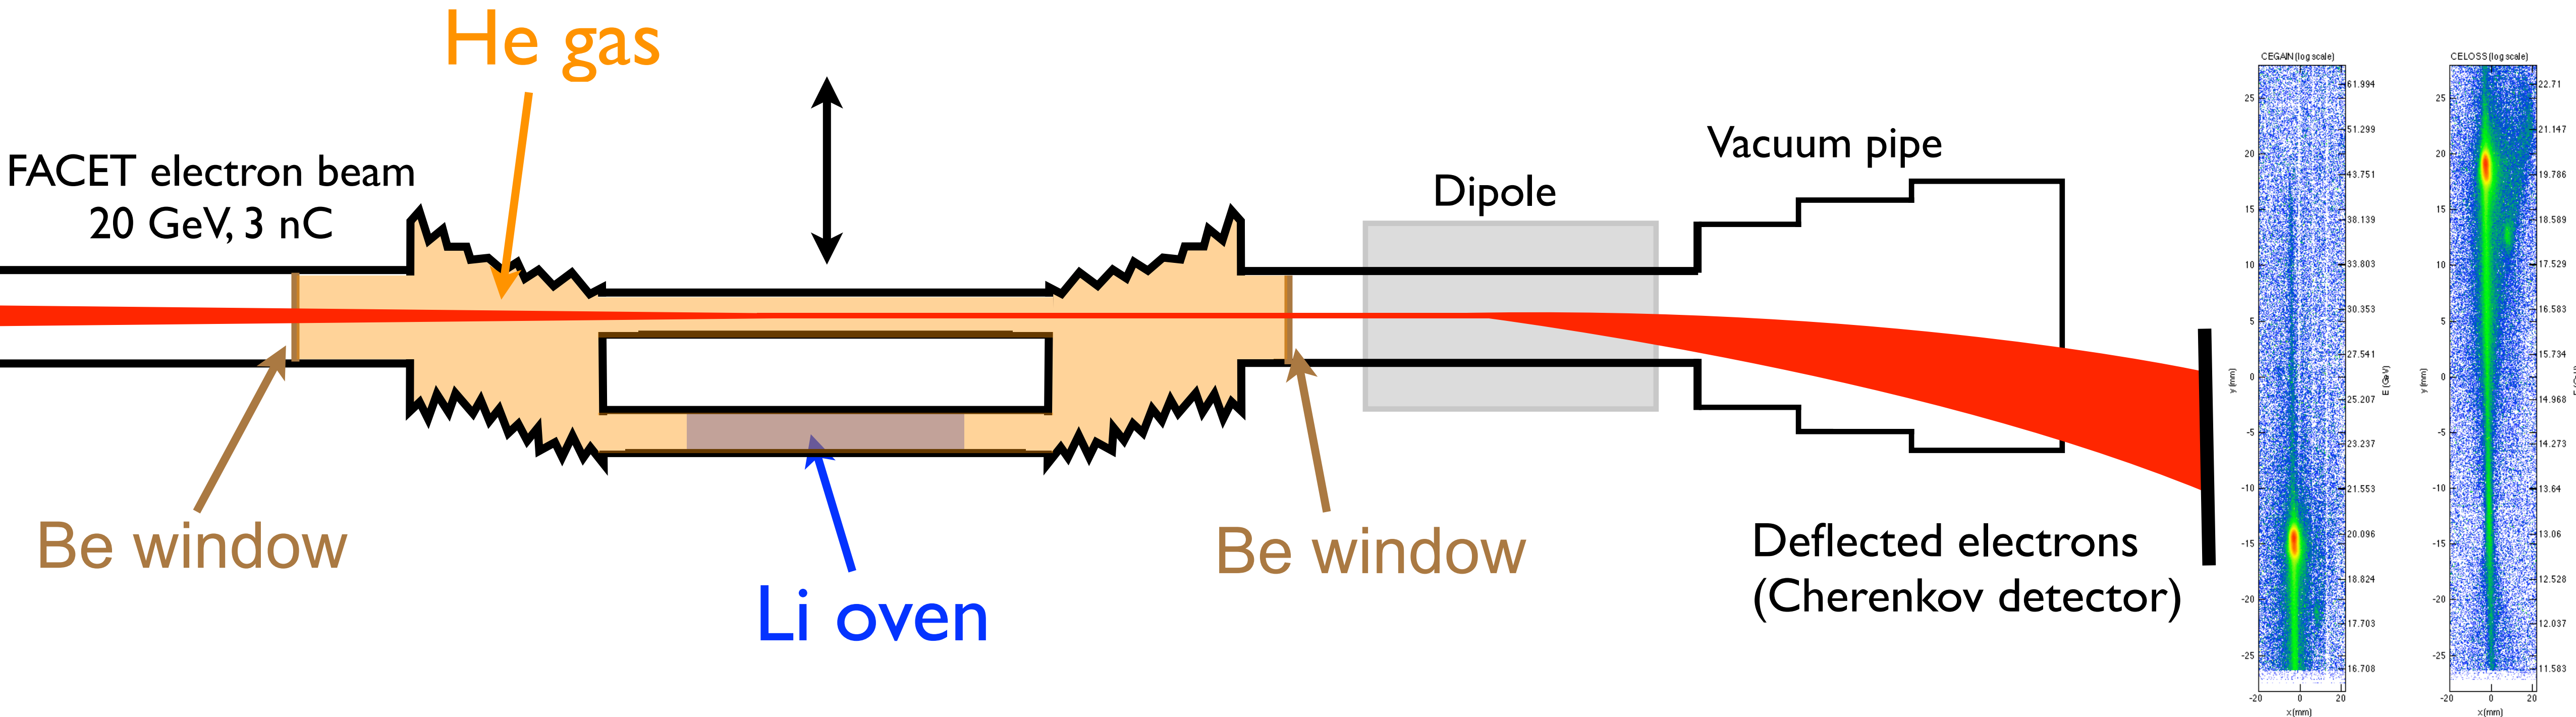 He gas
FACET electron beam
20 GeV, 3 nC
Be window
Li oven
Be window
Dipole
Vacuum pipe
Deflected electrons
(Cherenkov detector)
CEGAIN (log scale)
25
20
15
10
5
0
-5
-10
-15
-20
-25
y (mm)
-20 0 20
x (mm)
61.994
51.299
43.751
38.139
33.803
30.353
27.541
25.207
23.237
21.553
20.096
18.824
17.703
16.708
E (GeV)
CELOSS (log scale)
25
20
15
10
5
0
-5
-10
-15
-20
-25
y (mm)
-20 0 20
x (mm)
22.71
21.147
19.786
18.589
17.529
16.583
15.734
14.968
14.273
13.64
13.06
12.528
12.037
11.583